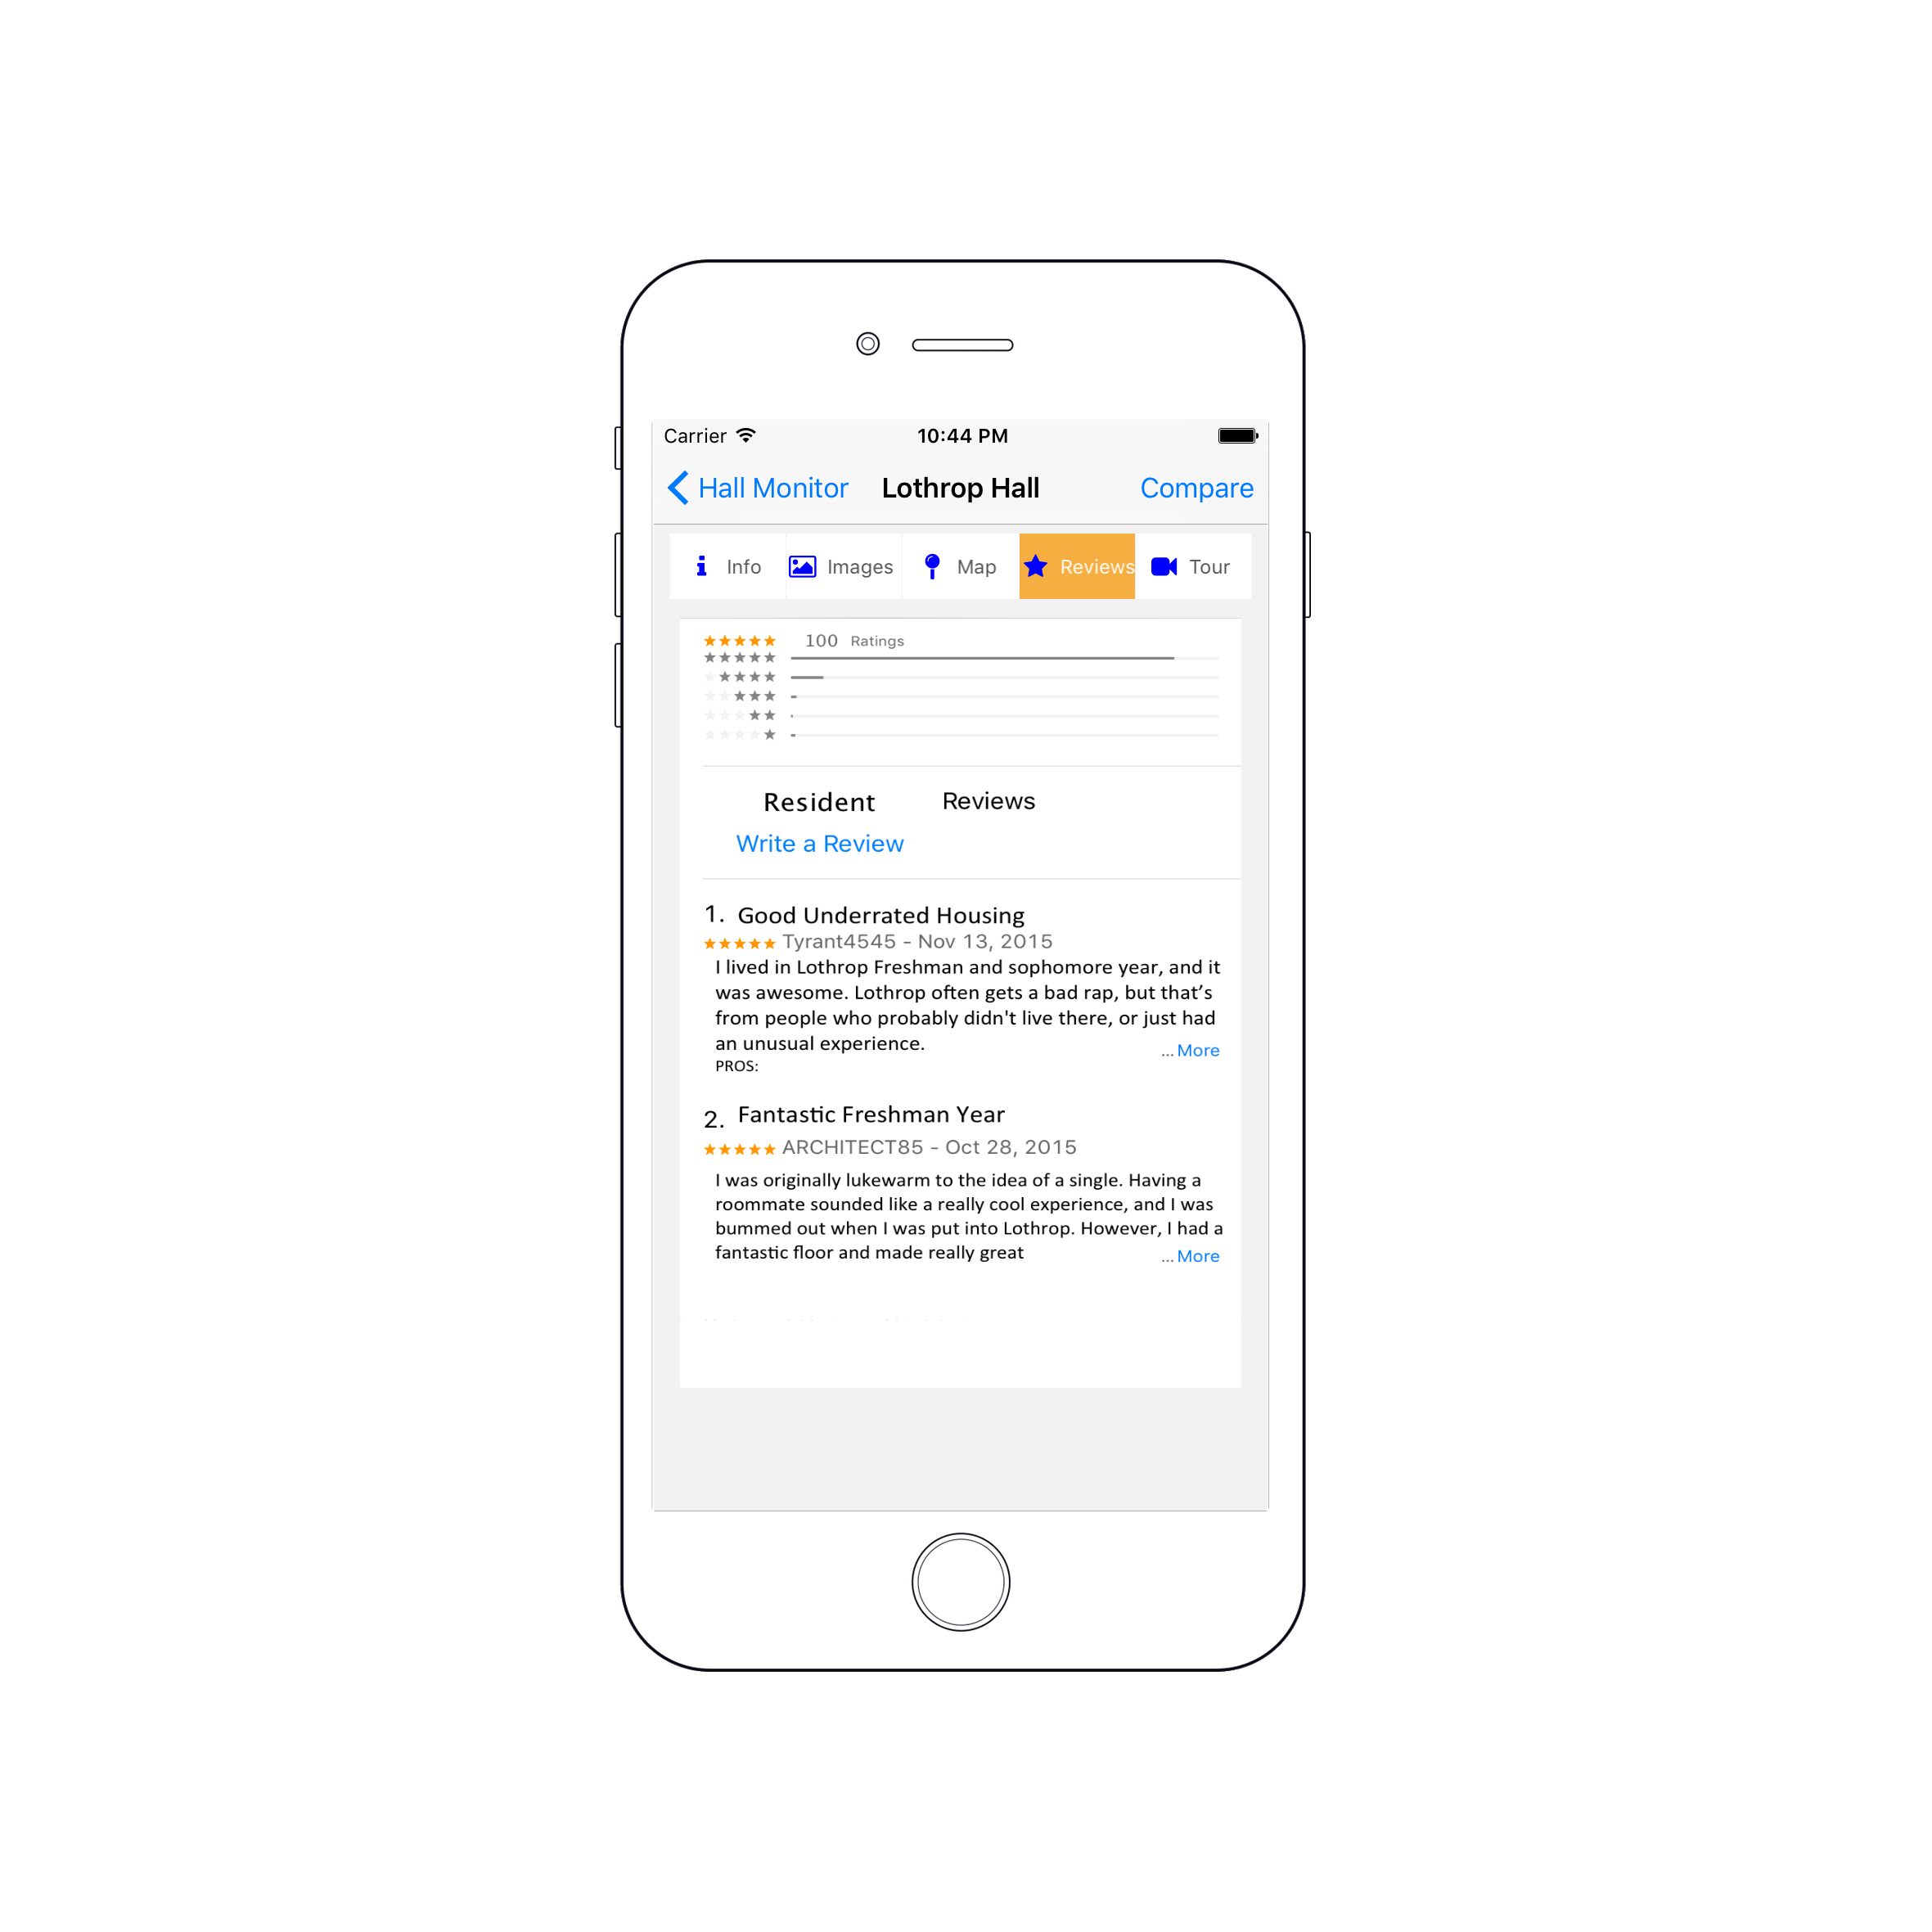 Carrier 10:44 PM
Hall Monitor Lothrop Hall Compare
Info Images Map Reviews Tour
100 Ratings
Resident Reviews
Write a Review
1. Good Underrated Housing
Tyrant4545 - Nov 13, 2015
I lived in Lothrop Freshman and sophomore year, and it
was awesome. Lothrop often gets a bad rap, but that’s
from people who probably didn't live there, or just had
an unusual experience. ... More
PROS:
2. Fantastic Freshman Year
ARCHITECT85 - Oct 28, 2015
I was originally lukewarm to the idea of a single. Having a
roommate sounded like a really cool experience, and I was
bummed out when I was put into Lothrop. However, I had a
fantastic floor and made really great ... More